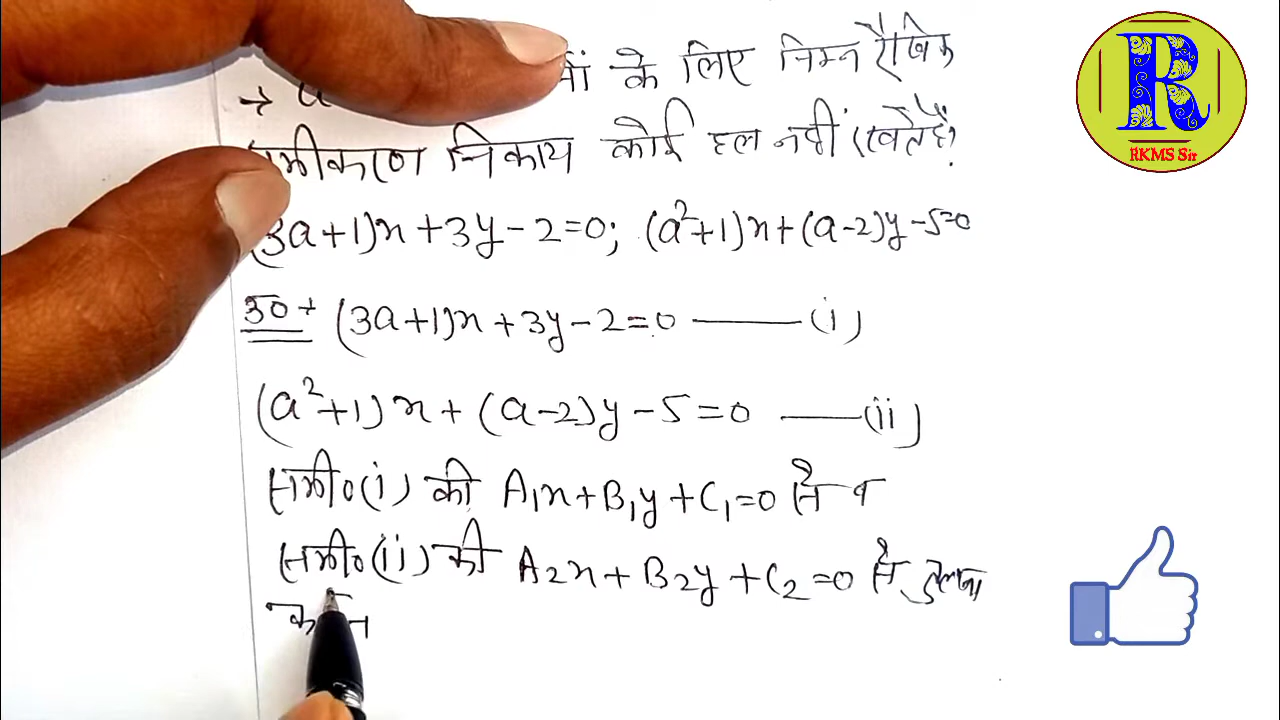 → a के लिए निम्न रैखिक
समीकरण निकाय कोई हल नहीं रखते है?
(3a+1)x+3y-2=0; (a²+1)x+(a-2)y-5=0
उ०→ (3a+1)x+3y-2=0 ——(i)
(a²+1)x+(a-2)y-5=0 ——(ii)
समी०(i) की A₁x+B₁y+C₁=0 से व
समी०(ii) की A₂x+B₂y+C₂=0 से तुलना
R
RKMS Sir